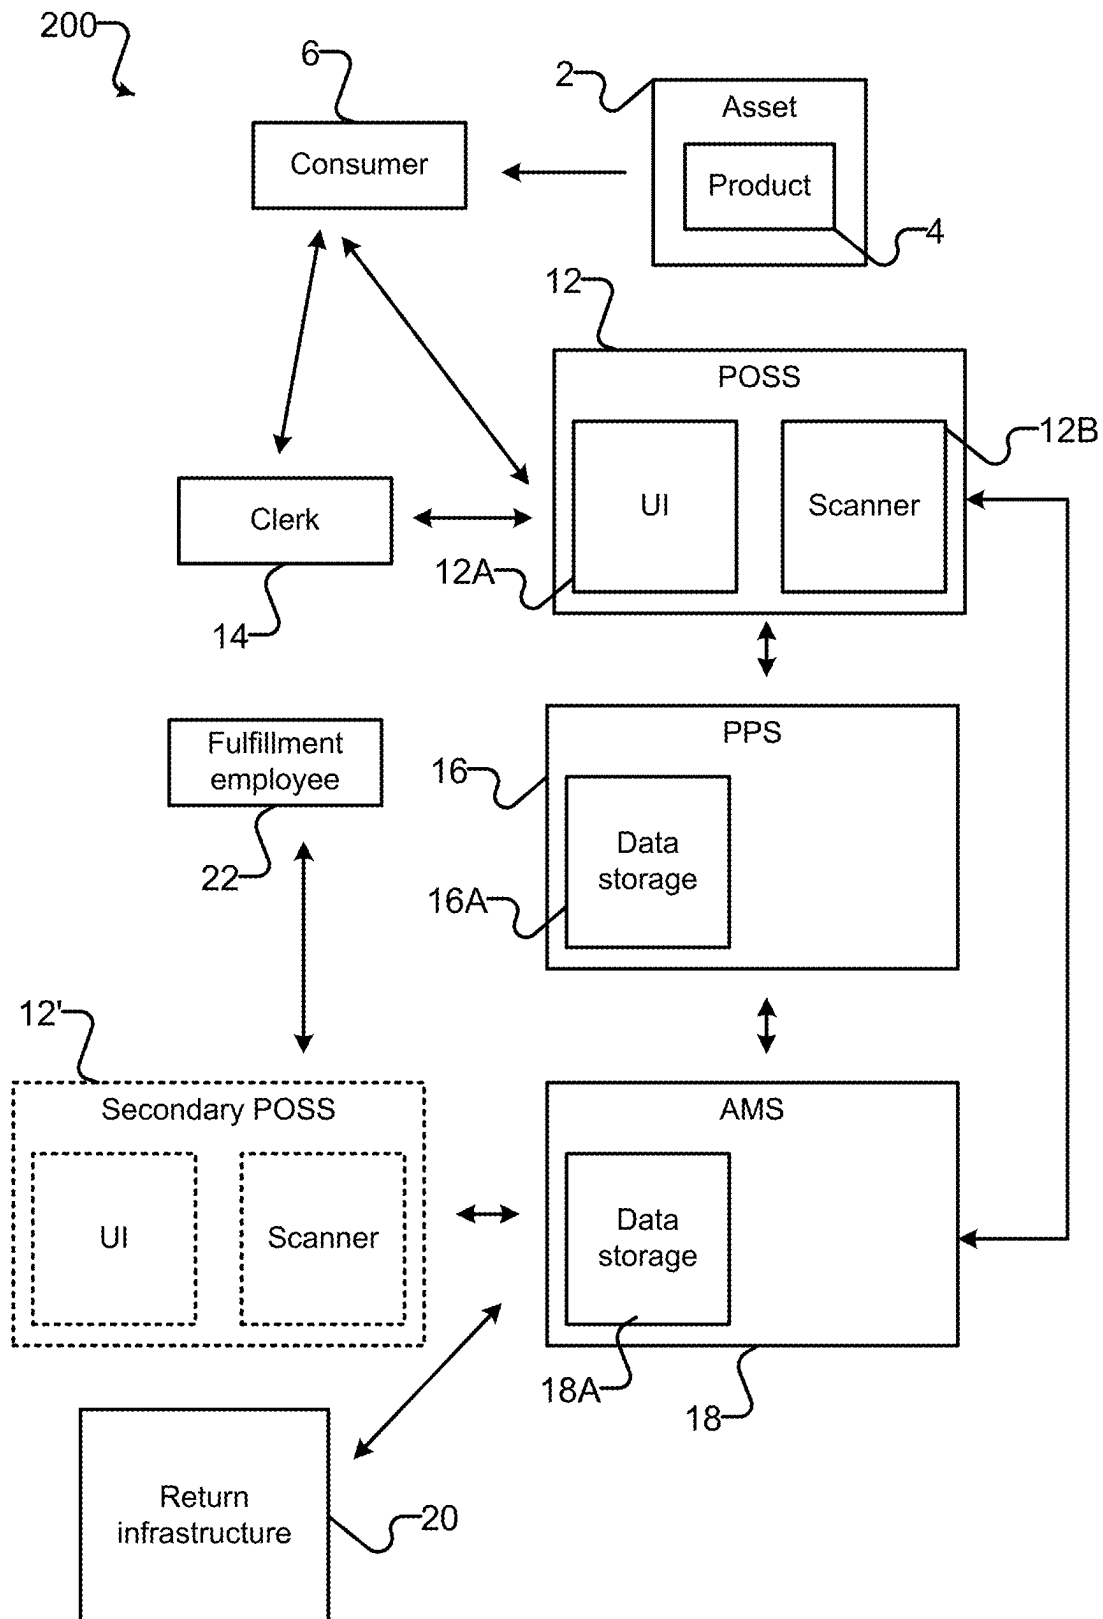 200
6
2
Asset
Consumer
Product
4
12
POSS
12B
UI
Scanner
Clerk
12A
14
PPS
Fulfillment
employee
16
Data
storage
22
16A
12'
Secondary POSS
AMS
UI
Scanner
Data
storage
18A
18
Return
infrastructure
20